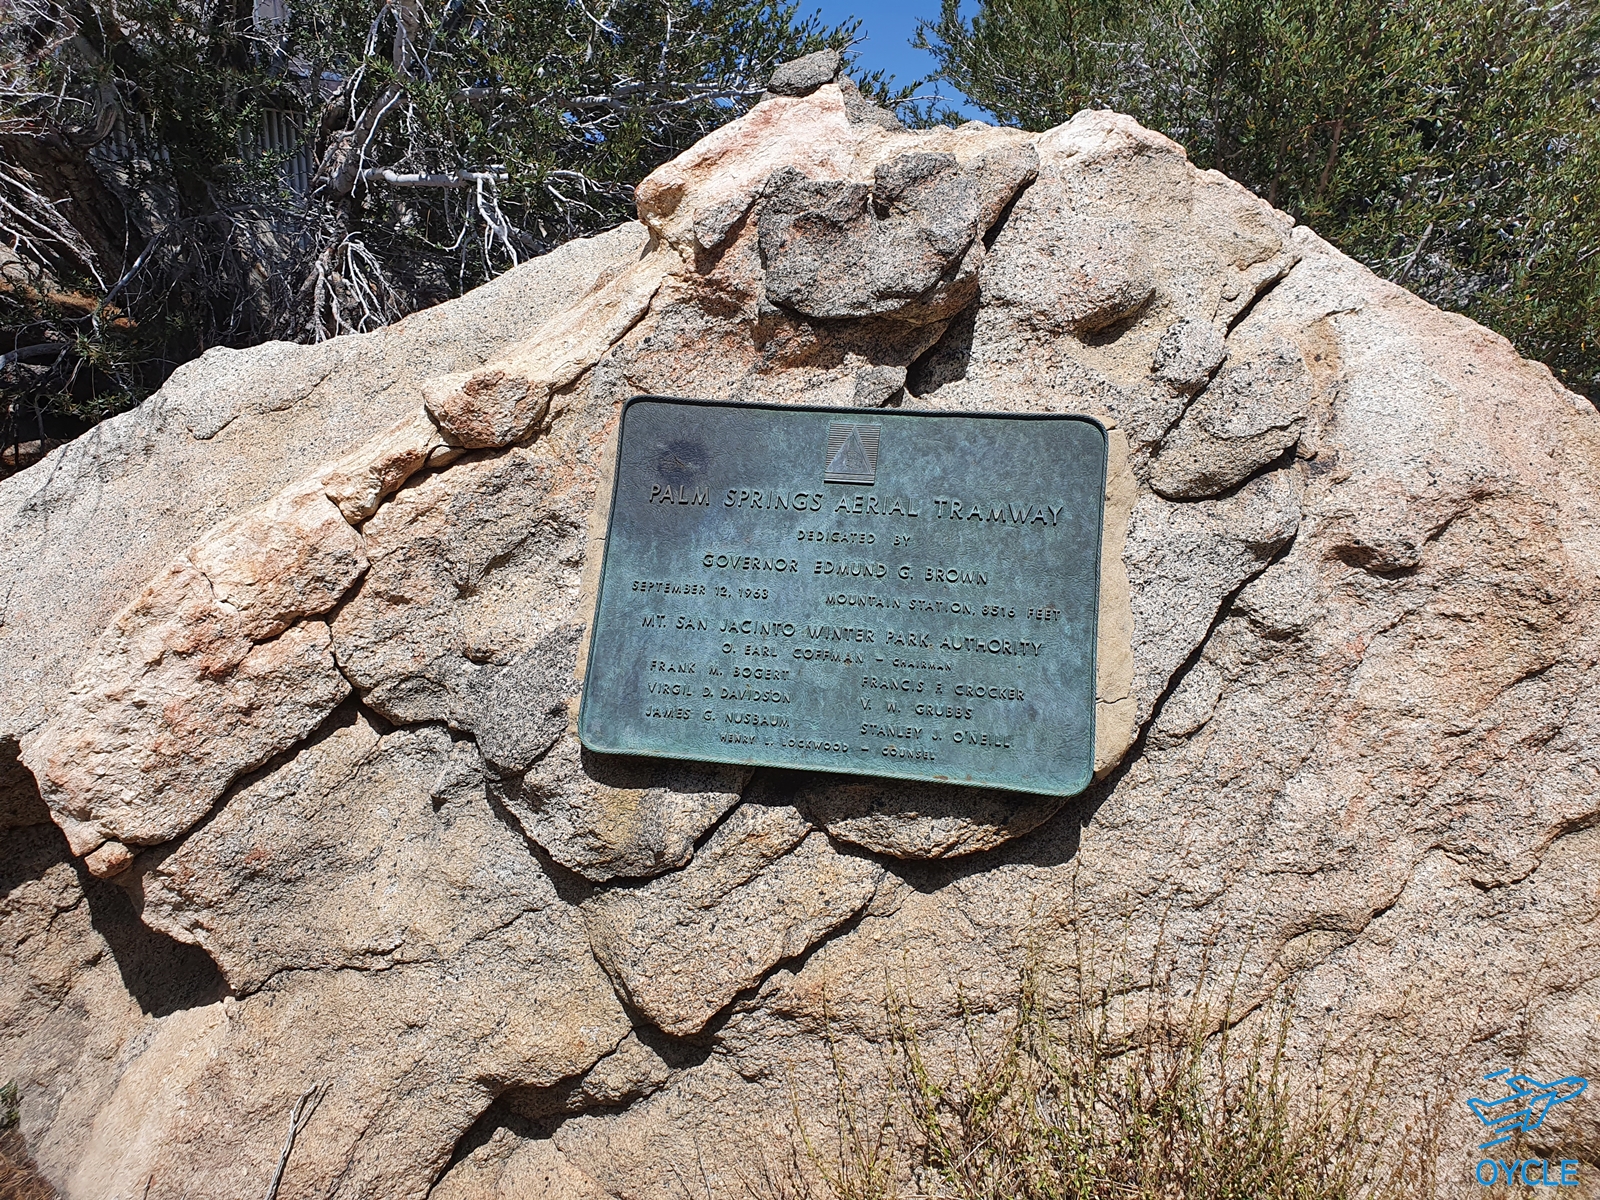 PALM SPRINGS AERIAL TRAMWAY
DEDICATED BY
GOVERNOR EDMUND G. BROWN
SEPTEMBER 12, 1963 MOUNTAIN STATION, 8516 FEET
MT. SAN JACINTO WINTER PARK AUTHORITY
O. EARL COFFMAN - CHAIRMAN
FRANK M. BOGERT FRANCIS F. CROCKER
VIRGIL D. DAVIDSON V. W. GRUBBS
JAMES G. NUSBAUM STANLEY J. O'NEILL
HENRY L. LOCKWOOD - COUNSEL
OYCLE